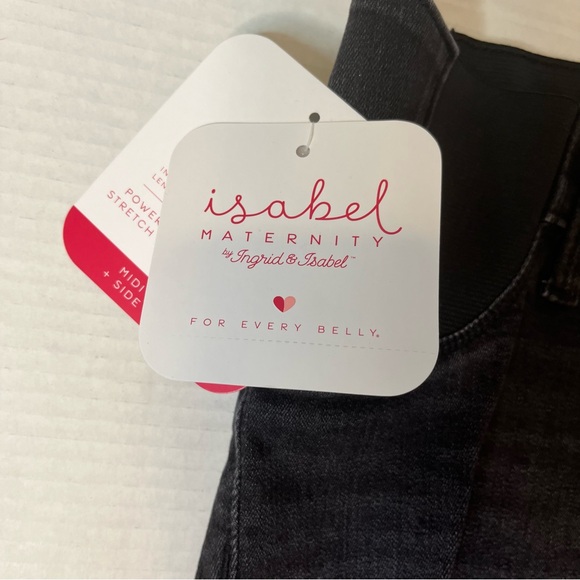 isabel
MATERNITY
by Ingrid & Isabel™
FOR EVERY BELLY.
POWER
STRETCH
MIDI
+ SIDE